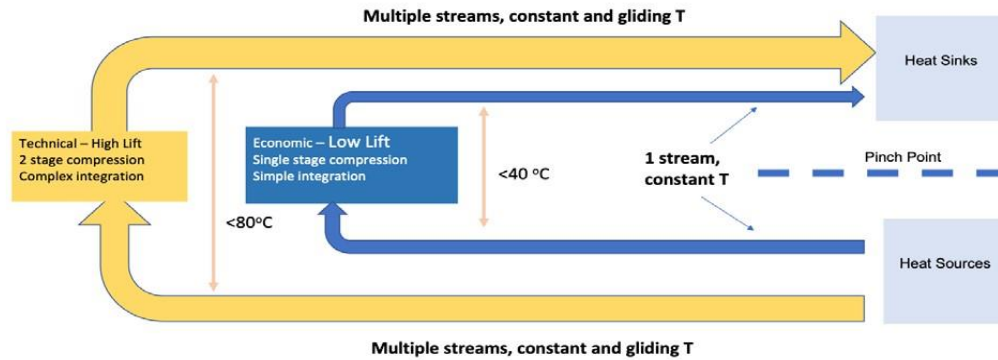 Multiple streams, constant and gliding T
Heat Sinks
Technical – High Lift
2 stage compression
Complex integration
Economic – Low Lift
Single stage compression
Simple integration
<40 °C
1 stream,
constant T
Pinch Point
<80°C
Heat Sources
Multiple streams, constant and gliding T